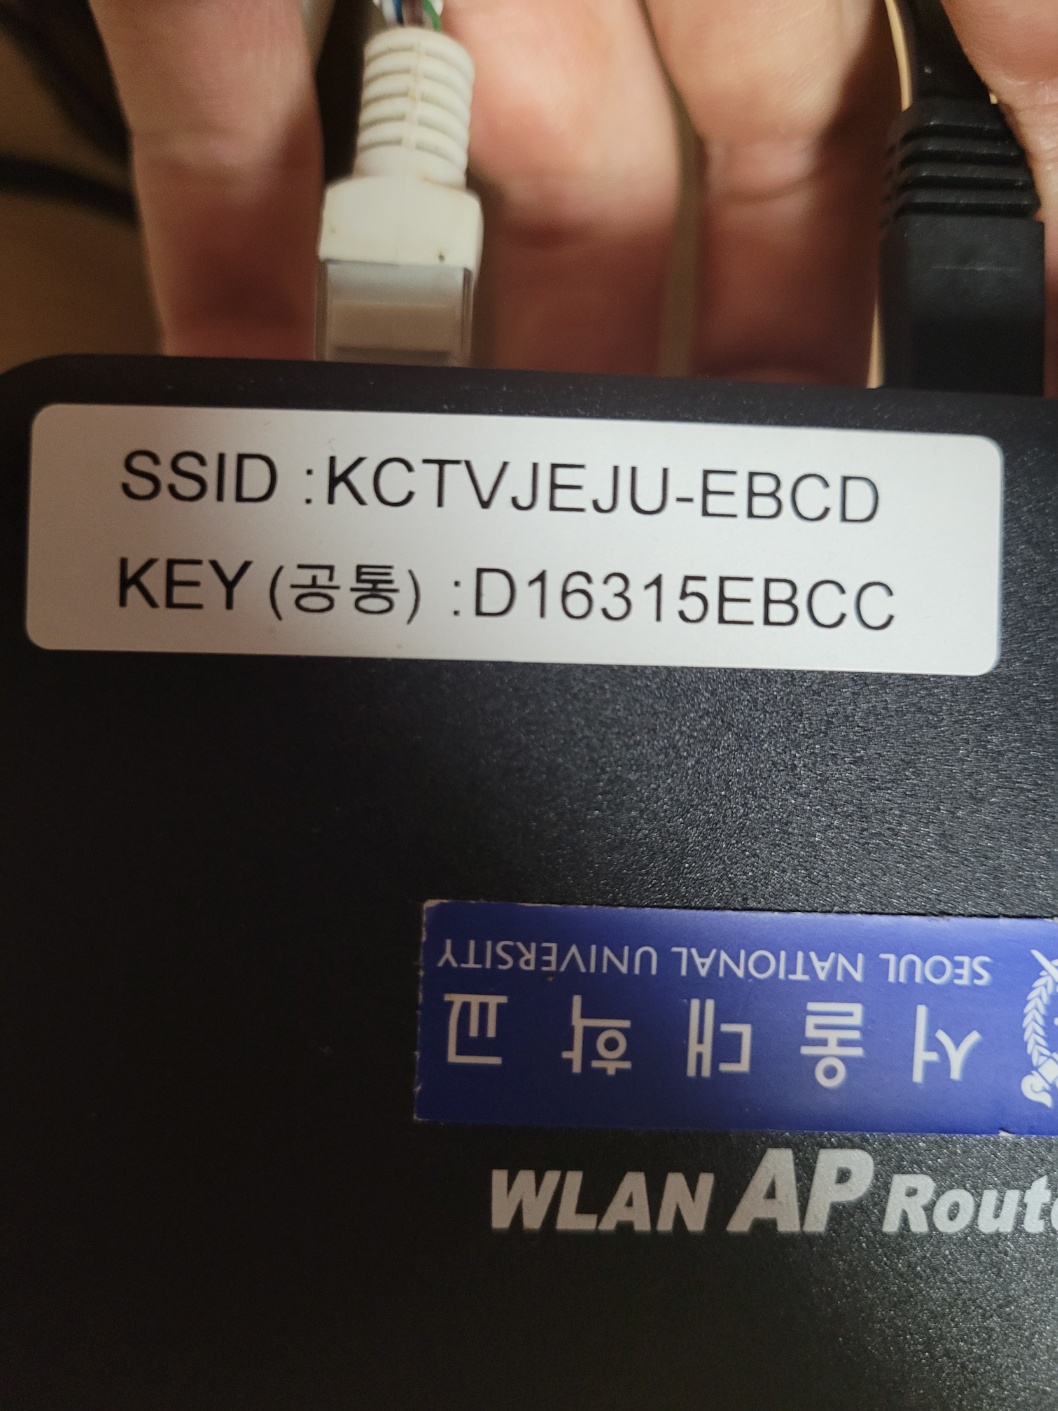 SSID :KCTVJEJU-EBCD
KEY (공통) :D16315EBCC
SEOUL NATIONAL UNIVERSITY
서울대학교
WLAN AP Route